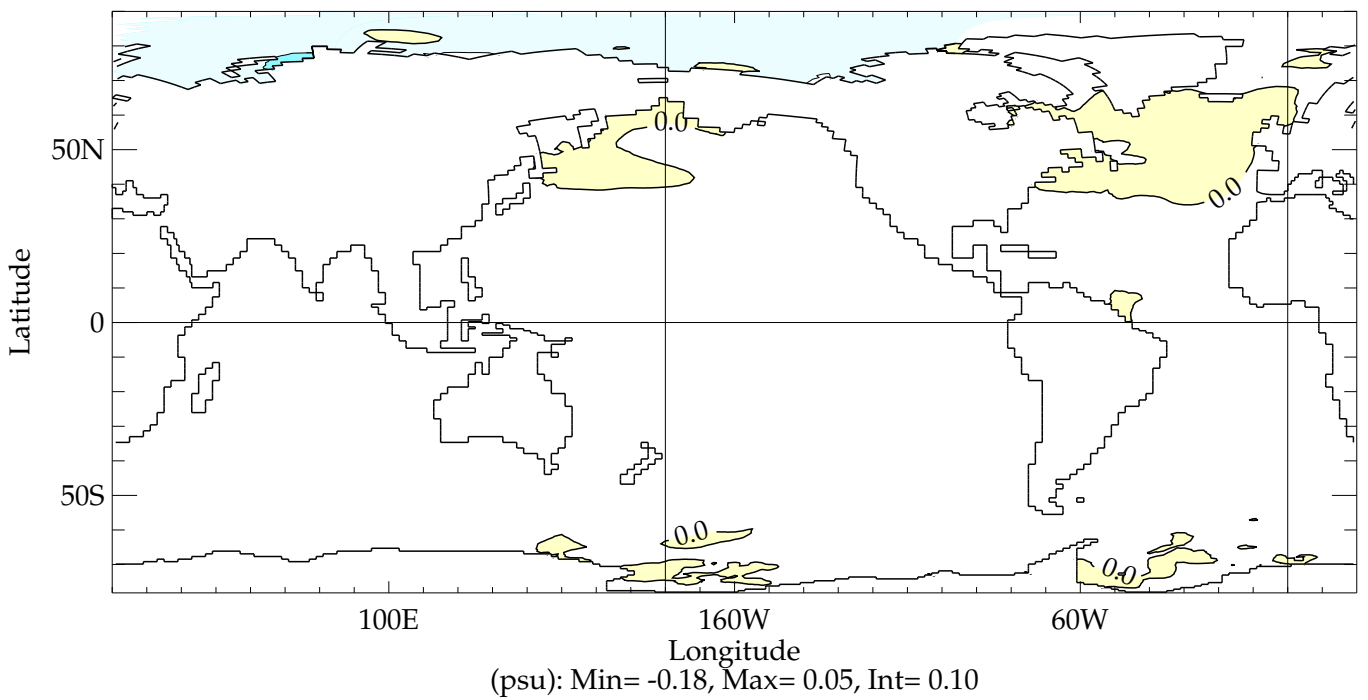 0.0
50N
0.0
Latitude
0
50S
0.0
0.0
100E
160W
60W
Longitude
(psu): Min= -0.18, Max= 0.05, Int= 0.10